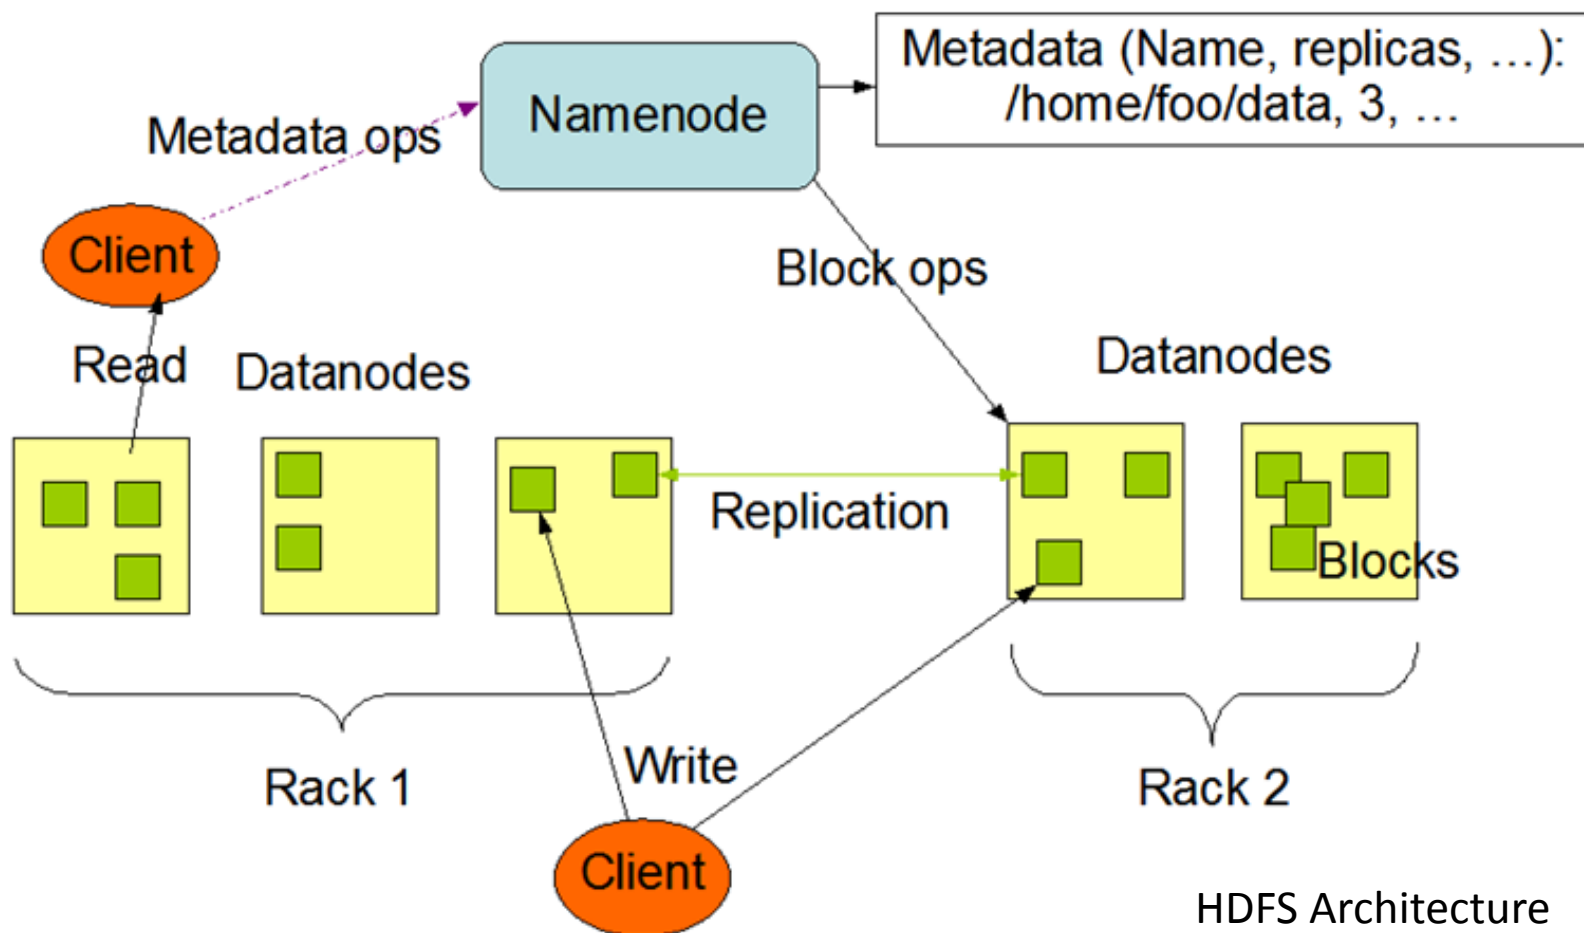 Metadata (Name, replicas, …):
/home/foo/data, 3, …
Namenode
Metadata ops
Client
Block ops
Read
Datanodes
Datanodes
Replication
Blocks
Rack 1
Write
Rack 2
Client
HDFS Architecture